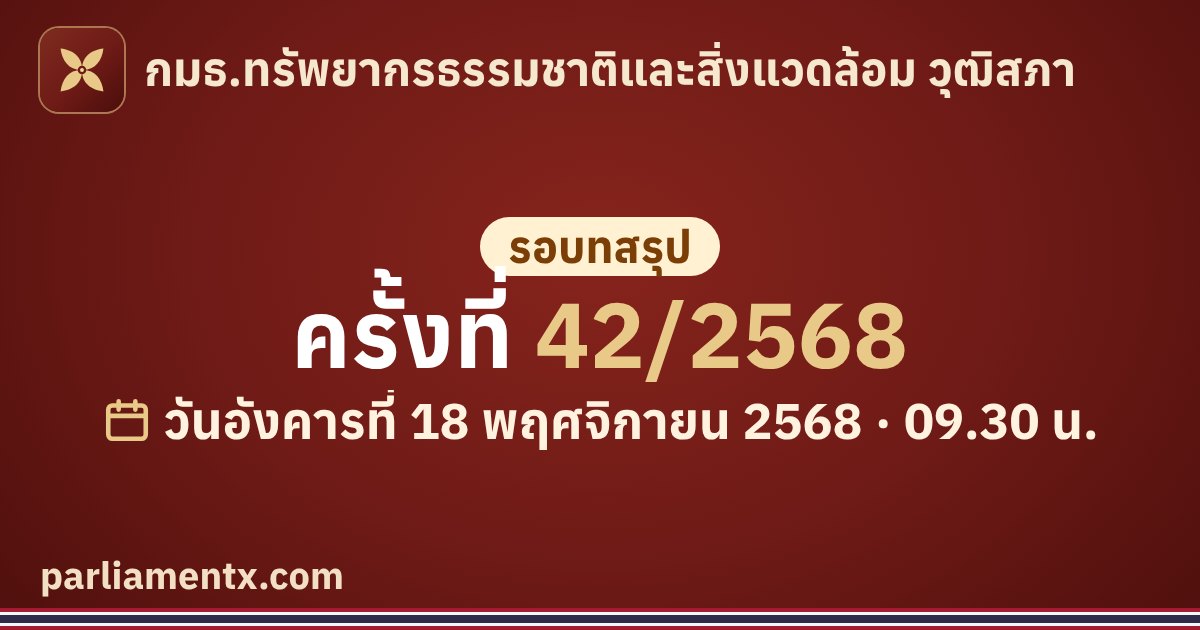 กมธ.ทรัพยากรธรรมชาติและสิ่งแวดล้อม วุฒิสภา
รอบทสรุป
ครั้งที่ 42/2568
วันอังคารที่ 18 พฤศจิกายน 2568 · 09.30 น.
parliamentx.com